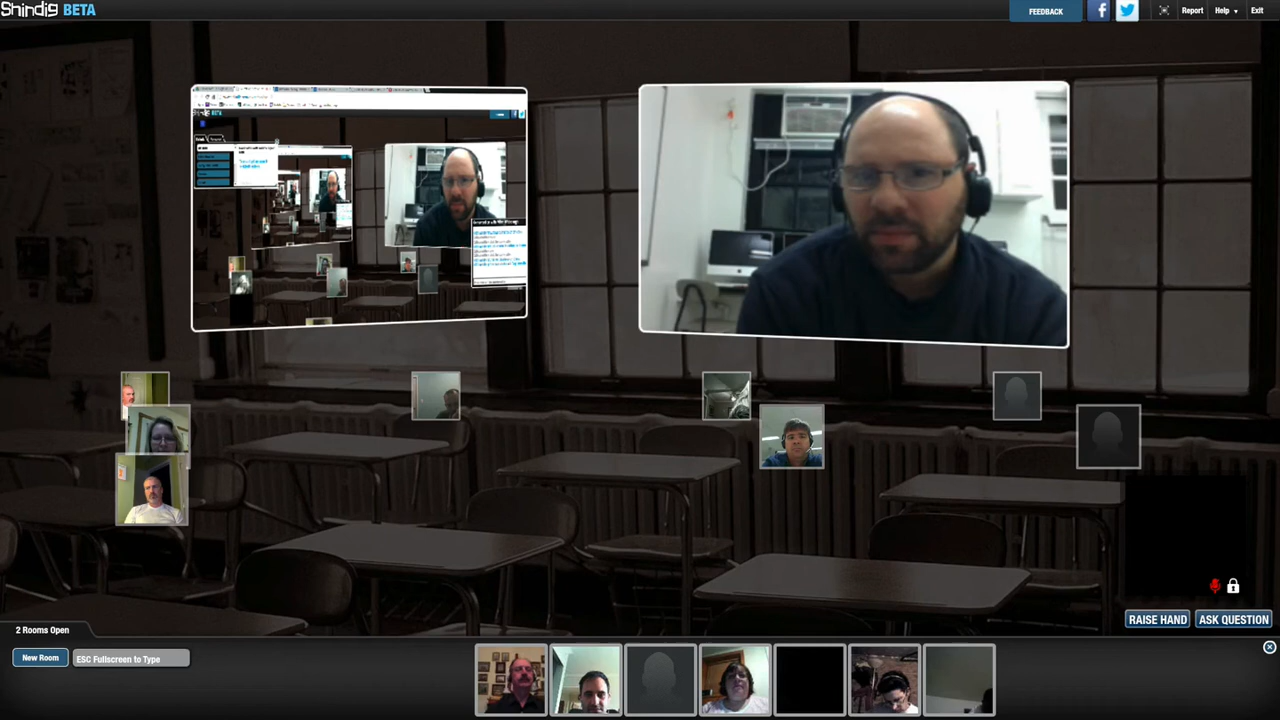 Shindig BETA
FEEDBACK
Report
Help
Exit
BETA
RAISE HAND
ASK QUESTION
2 Rooms Open
New Room
ESC Fullscreen to Type